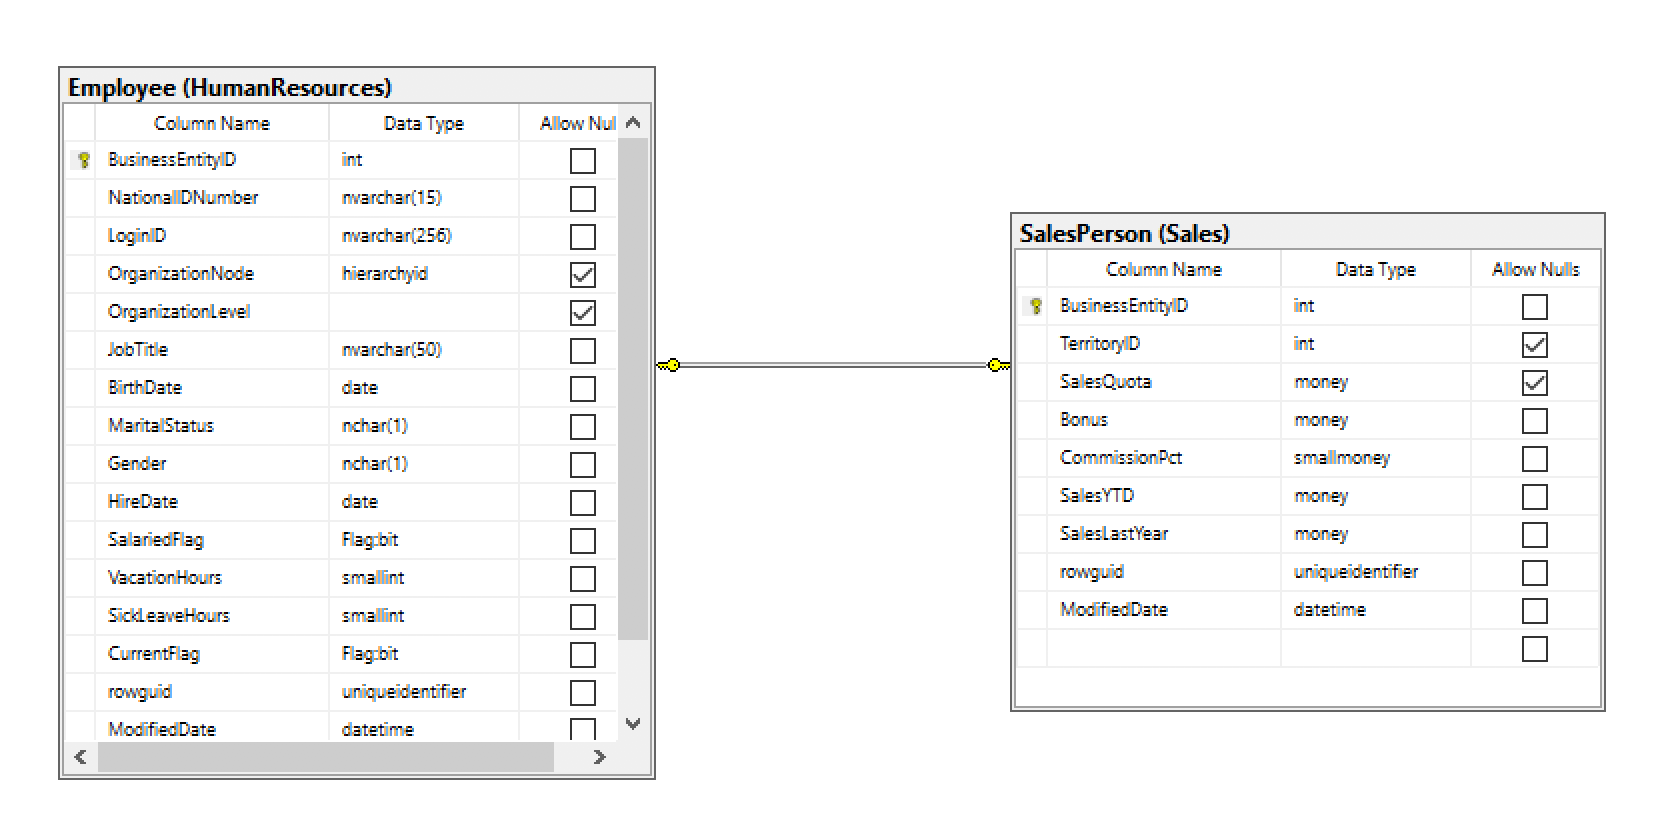 Employee (HumanResources)
Column Name Data Type Allow Nul
BusinessEntityID int
NationalIDNumber nvarchar(15)
LoginID nvarchar(256)
OrganizationNode hierarchyid
OrganizationLevel
JobTitle nvarchar(50)
BirthDate date
MaritalStatus nchar(1)
Gender nchar(1)
HireDate date
SalariedFlag Flag:bit
VacationHours smallint
SickLeaveHours smallint
CurrentFlag Flag:bit
rowguid uniqueidentifier
ModifiedDate datetime
SalesPerson (Sales)
Column Name Data Type Allow Nulls
BusinessEntityID int
TerritoryID int
SalesQuota money
Bonus money
CommissionPct smallmoney
SalesYTD money
SalesLastYear money
rowguid uniqueidentifier
ModifiedDate datetime